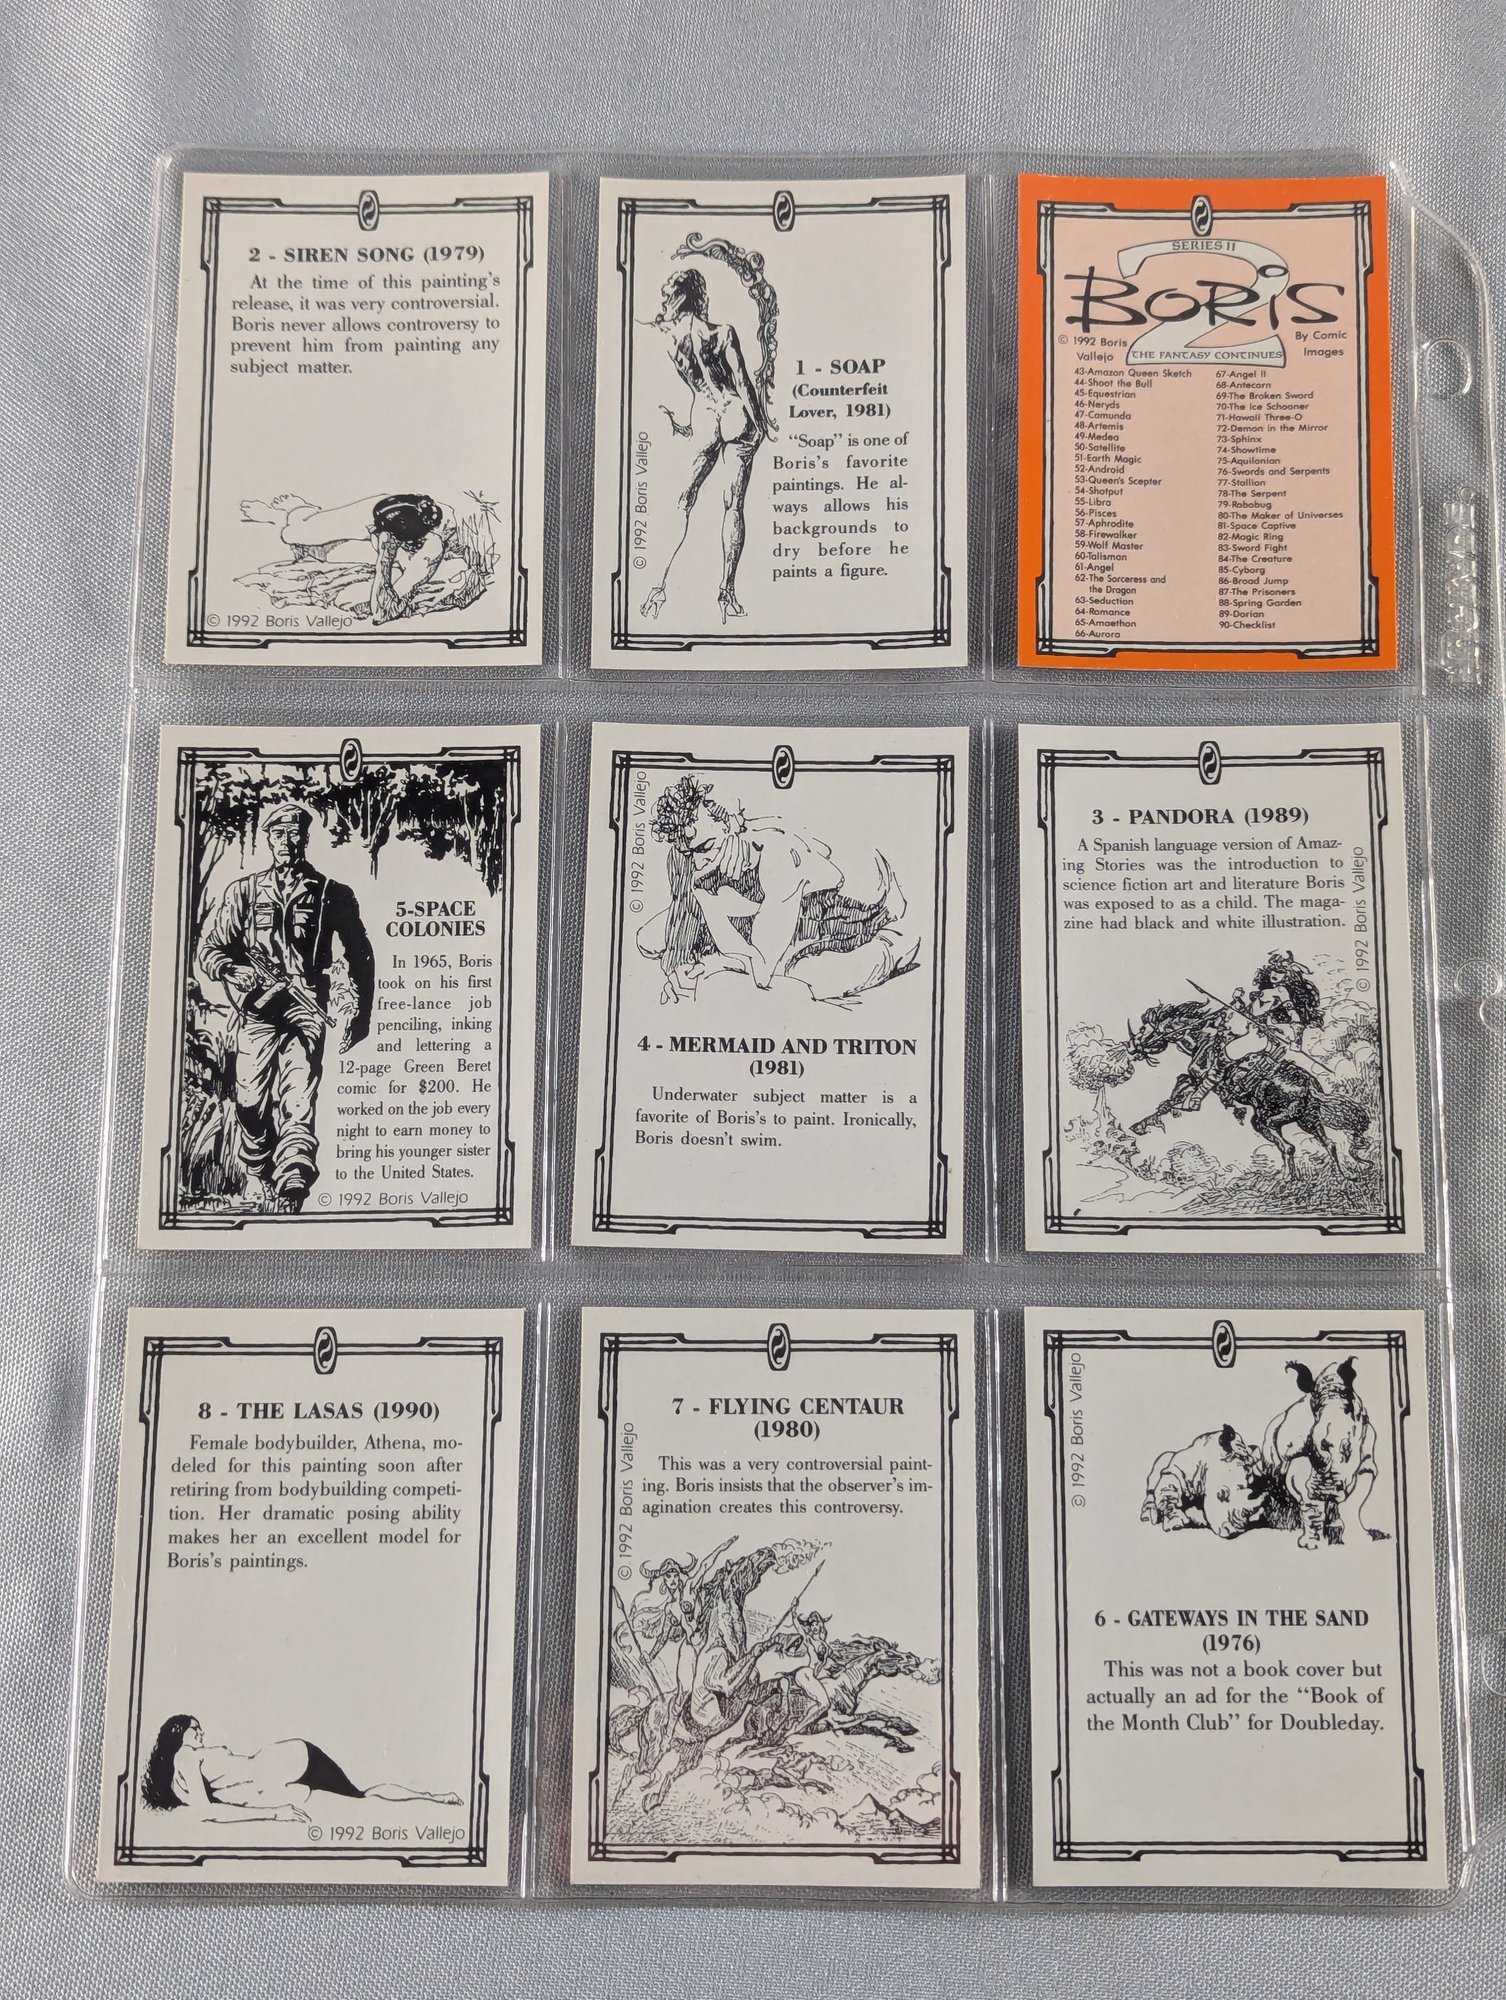 2 - SIREN SONG (1979)
At the time of this painting's
release, it was very controversial.
Boris never allows controversy to
prevent him from painting any
subject matter.
© 1992 Boris Vallejo
© 1992 Boris Vallejo
1 - SOAP
(Counterfeit
Lover, 1981)
"Soap" is one of
Boris's favorite
paintings. He al-
ways allows his
backgrounds to
dry before he
paints a figure.
SERIES II
2
BORIS
© 1992 Boris
Vallejo
By Comic
Images
THE FANTASY CONTINUES
43-Amazon Queen Sketch
44-Shoot the Bull
45-Equestrian
46-Neryds
47-Camunda
48-Artemis
49-Medea
50-Satellite
51-Earth Magic
52-Android
53-Queen's Scepter
54-Shotput
55-Libra
56-Pisces
57-Aphrodite
58-Firewalker
59-Wolf Master
60-Talisman
61-Angel
62-The Sorceress and
the Dragon
63-Seduction
64-Romance
65-Amaethon
66-Aurora
67-Angel II
68-Antecorn
69-The Broken Sword
70-The Ice Schooner
71-Hawaii Three-O
72-Demon in the Mirror
73-Sphinx
74-Showtime
75-Aquilonian
76-Swords and Serpents
77-Stallion
78-The Serpent
79-Robobug
80-The Maker of Universes
81-Space Captive
82-Magic Ring
83-Sword Fight
84-The Creature
85-Cyborg
86-Broad Jump
87-The Prisoners
88-Spring Garden
89-Dorian
90-Checklist
5-SPACE
COLONIES
In 1965, Boris
took on his first
free-lance job
penciling, inking
and lettering a
12-page Green Beret
comic for $200. He
worked on the job every
night to earn money to
bring his younger sister
to the United States.
© 1992 Boris Vallejo
© 1992 Boris Vallejo
4 - MERMAID AND TRITON
(1981)
Underwater subject matter is a
favorite of Boris's to paint. Ironically,
Boris doesn't swim.
3 - PANDORA (1989)
A Spanish language version of Amaz-
ing Stories was the introduction to
science fiction art and literature Boris
was exposed to as a child. The maga-
zine had black and white illustration.
© 1992 Boris Vallejo
8 - THE LASAS (1990)
Female bodybuilder, Athena, mo-
deled for this painting soon after
retiring from bodybuilding competi-
tion. Her dramatic posing ability
makes her an excellent model for
Boris's paintings.
© 1992 Boris Vallejo
7 - FLYING CENTAUR
(1980)
This was a very controversial paint-
ing. Boris insists that the observer's im-
agination creates this controversy.
© 1992 Boris Vallejo
© 1992 Boris Vallejo
6 - GATEWAYS IN THE SAND
(1976)
This was not a book cover but
actually an ad for the "Book of
the Month Club" for Doubleday.